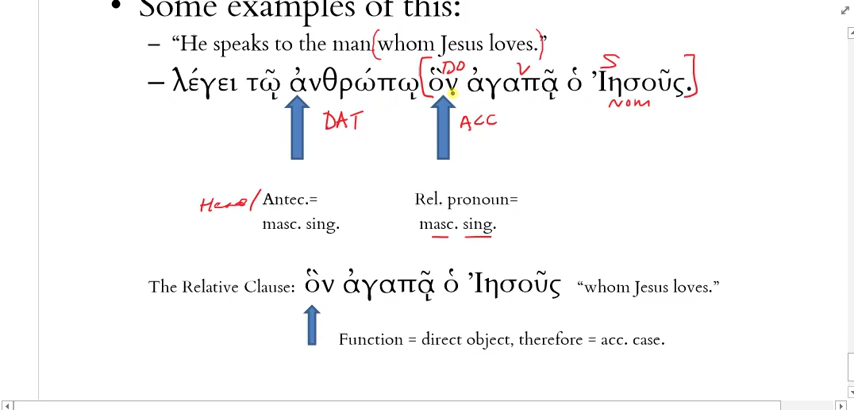 • Some examples of this:
– “He speaks to the man (whom Jesus loves.)”
DO V S
– λέγει τῷ ἀνθρώπῳ [ὃν ἀγαπᾷ ὁ Ἰησοῦς.]
NOM
DAT ACC
Head/ Antec.= Rel. pronoun=
masc. sing. masc. sing.
The Relative Clause: ὃν ἀγαπᾷ ὁ Ἰησοῦς “whom Jesus loves.”
Function = direct object, therefore = acc. case.